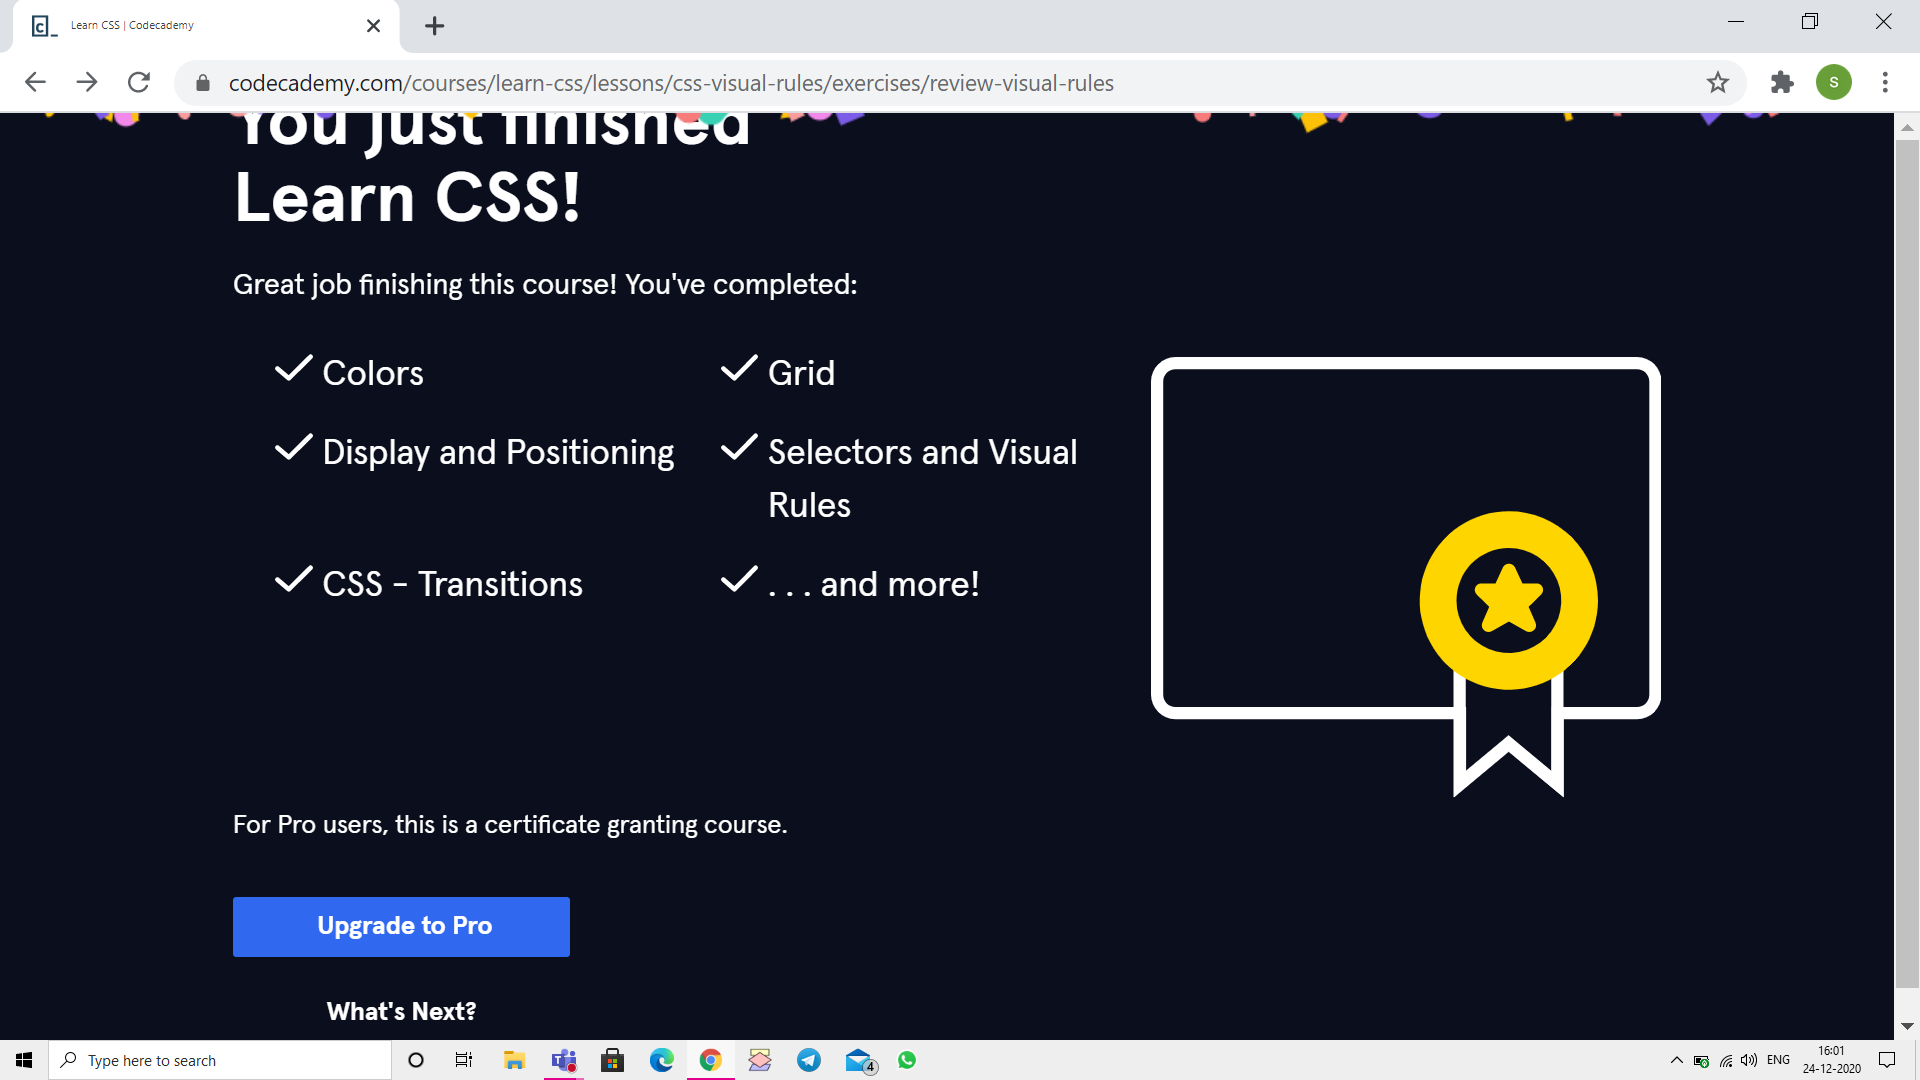 Learn CSS | Codecademy
codecademy.com/courses/learn-css/lessons/css-visual-rules/exercises/review-visual-rules
S
You just finished
Learn CSS!
Great job finishing this course! You've completed:
Colors
Grid
Display and Positioning
Selectors and Visual
Rules
CSS - Transitions
. . . and more!
For Pro users, this is a certificate granting course.
Upgrade to Pro
What's Next?
Type here to search
4
ENG
16:01
24-12-2020